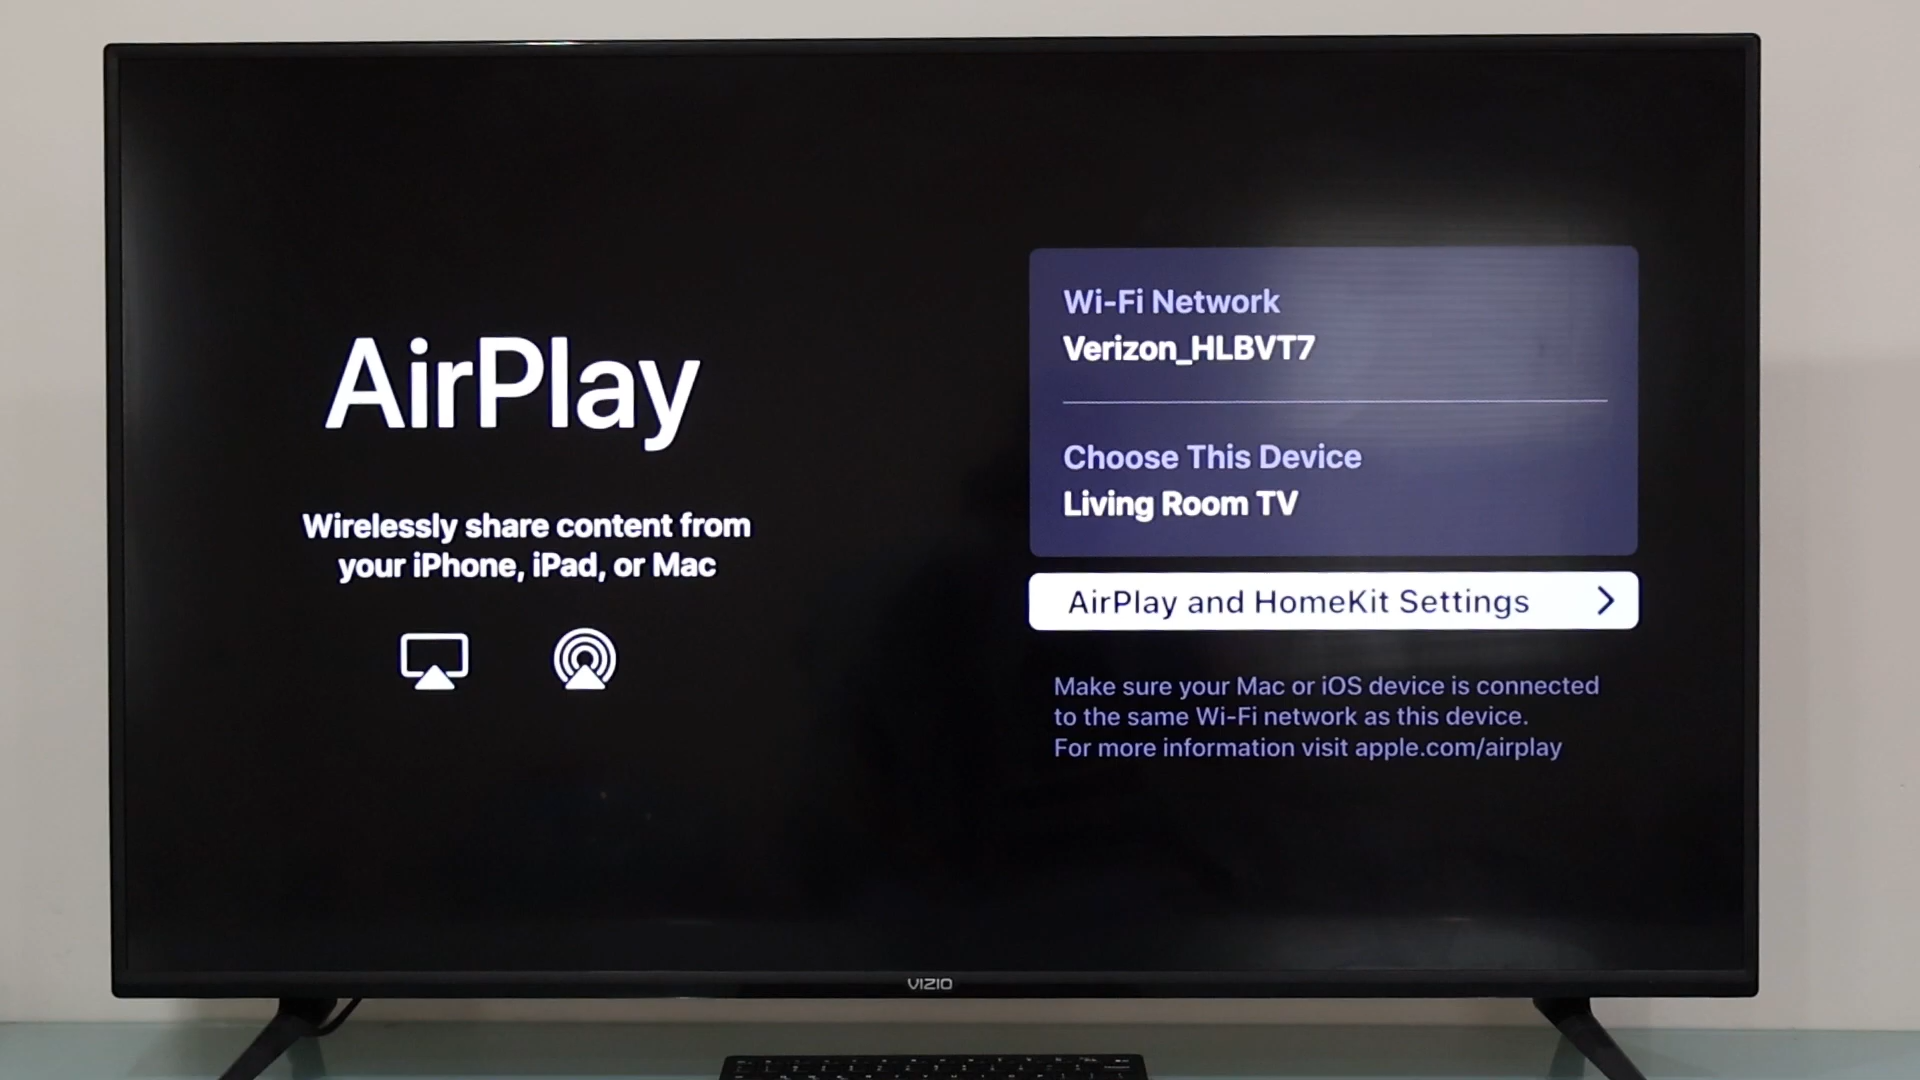 AirPlay
Wirelessly share content from
your iPhone, iPad, or Mac
Wi-Fi Network
Verizon_HLBVT7
Choose This Device
Living Room TV
AirPlay and HomeKit Settings
Make sure your Mac or iOS device is connected
to the same Wi-Fi network as this device.
For more information visit apple.com/airplay
VIZIO